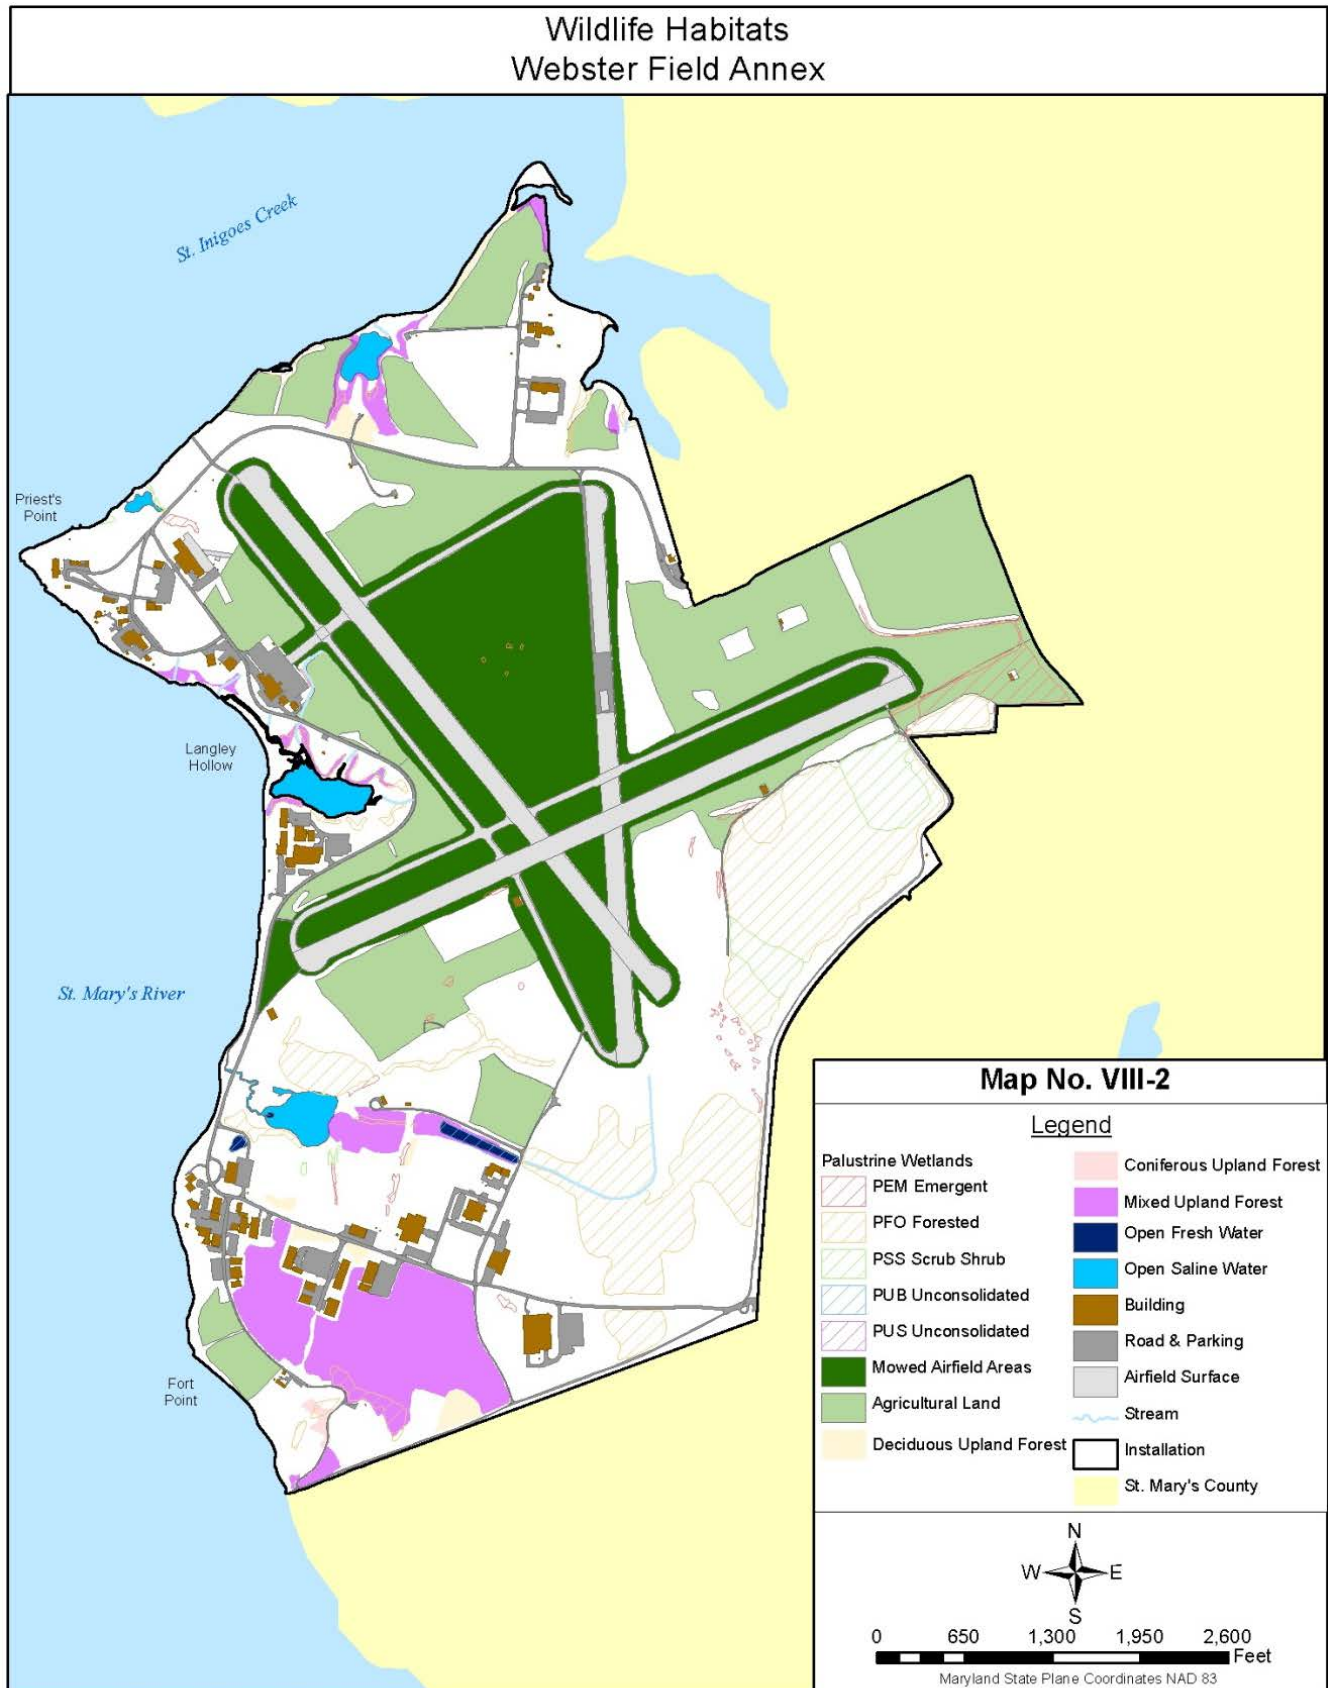 Wildlife Habitats
Webster Field Annex
St. Inigoes Creek
Priest's
Point
Langley
Hollow
St. Mary's River
Fort
Point
Map No. VIII-2
Legend
Palustrine Wetlands
PEM Emergent
PFO Forested
PSS Scrub Shrub
PUB Unconsolidated
PUS Unconsolidated
Mowed Airfield Areas
Agricultural Land
Deciduous Upland Forest
Coniferous Upland Forest
Mixed Upland Forest
Open Fresh Water
Open Saline Water
Building
Road & Parking
Airfield Surface
Stream
Installation
St. Mary's County
N
W E
S
0 650 1,300 1,950 2,600
Feet
Maryland State Plane Coordinates NAD 83